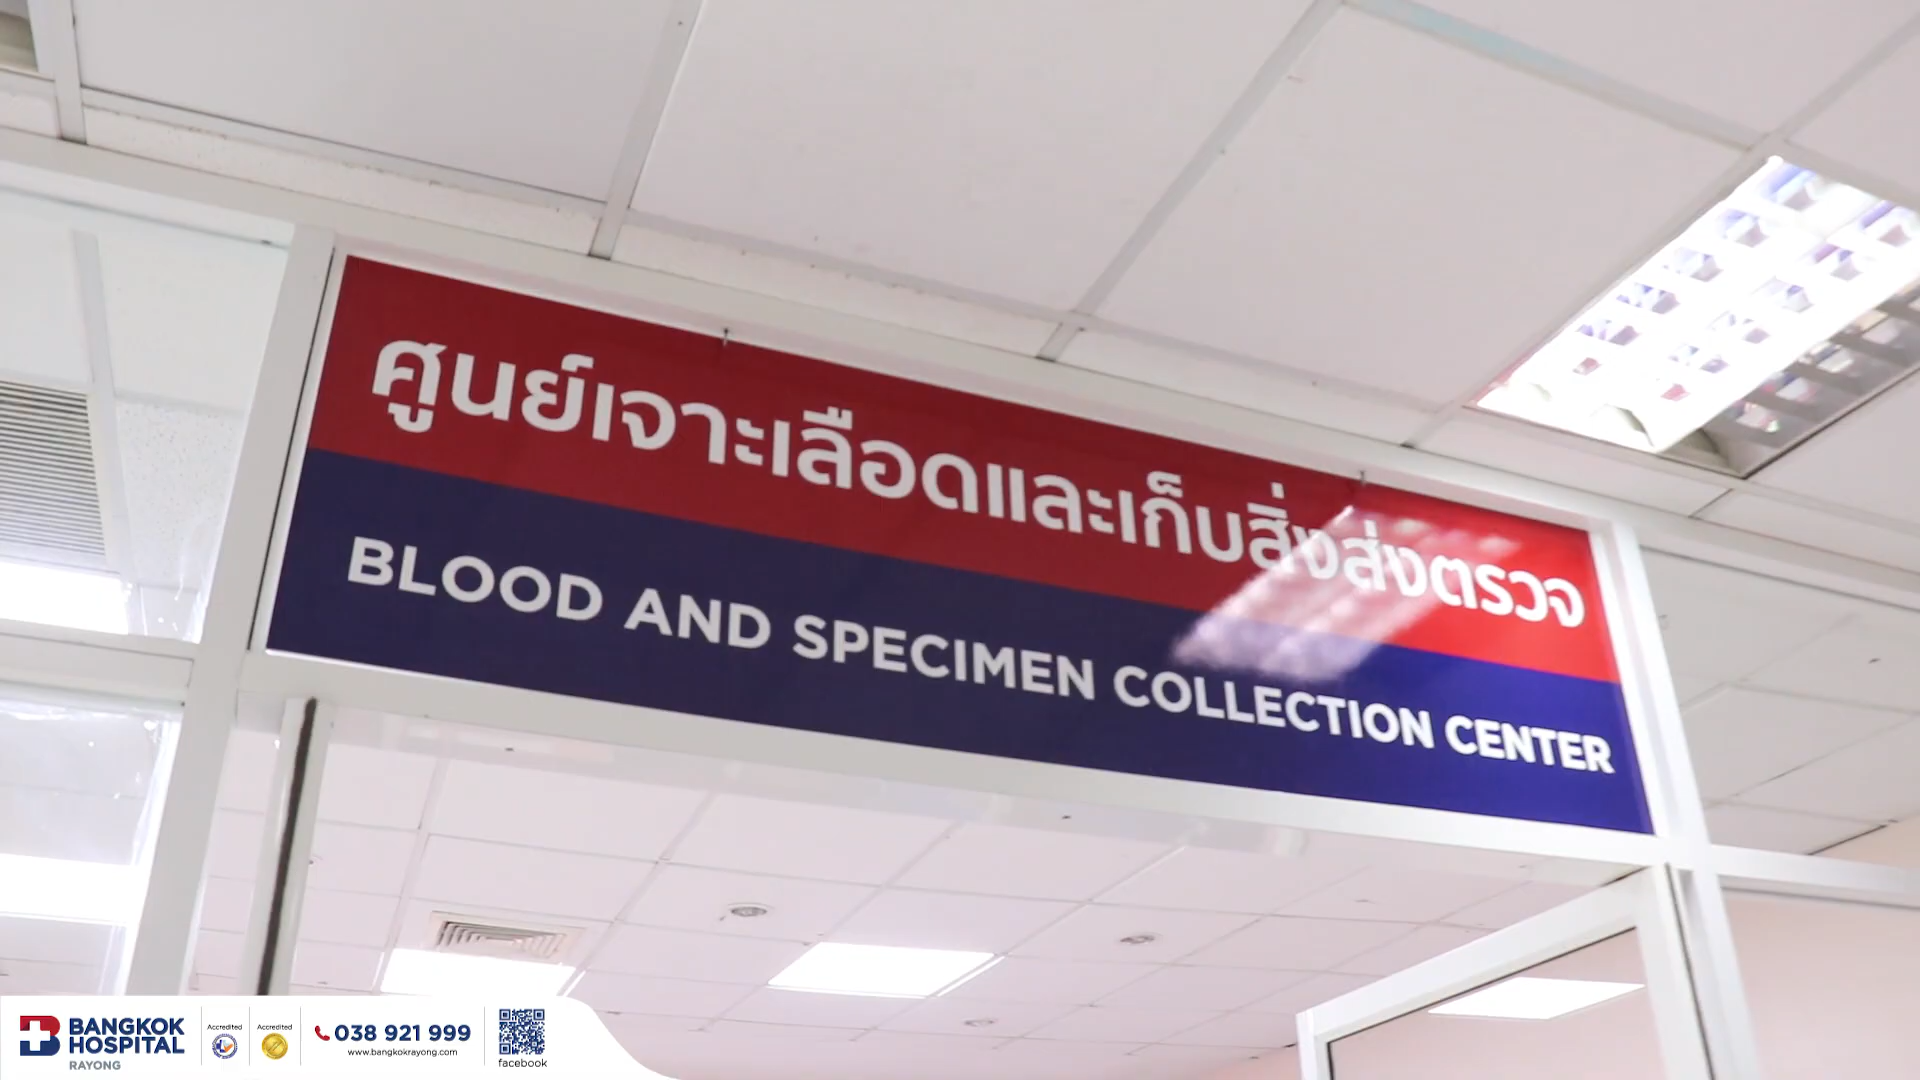 ศูนย์เจาะเลือดและเก็บสิ่งส่งตรวจ
BLOOD AND SPECIMEN COLLECTION CENTER
BANGKOK
HOSPITAL
RAYONG
Accredited
Accredited
038 921 999
www.bangkokrayong.com
facebook